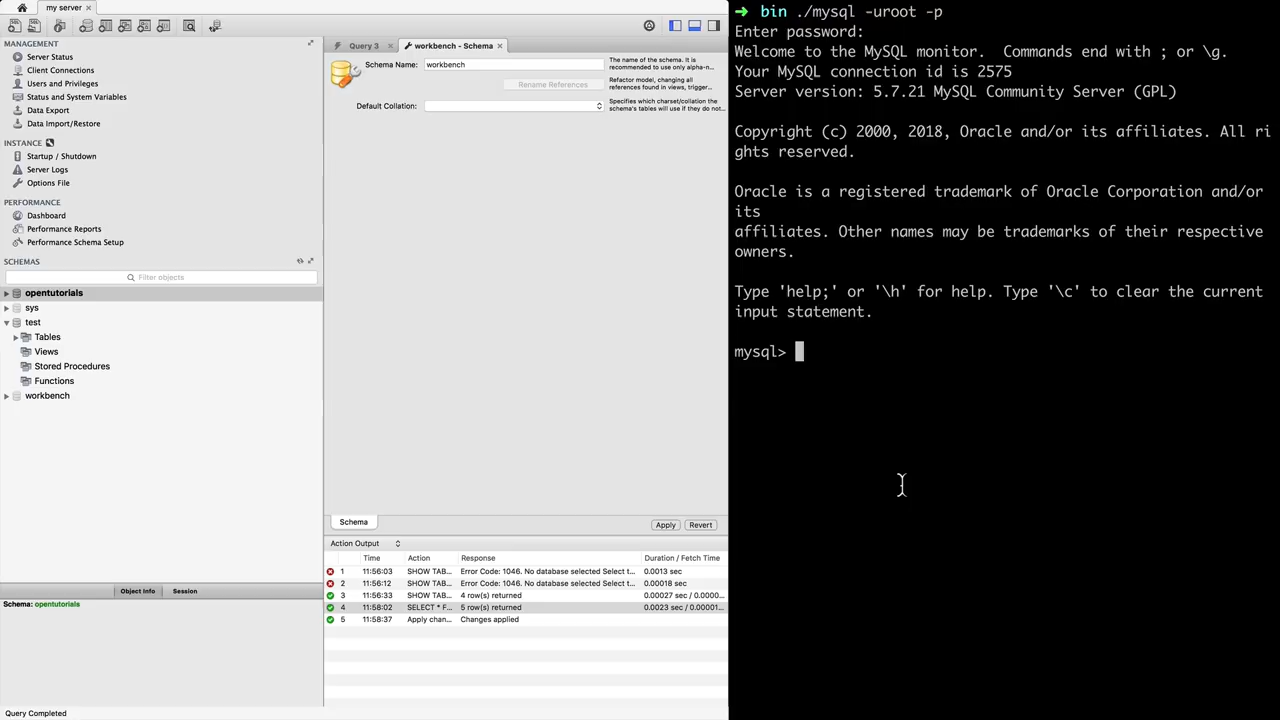 my server
MANAGEMENT
Server Status
Client Connections
Users and Privileges
Status and System Variables
Data Export
Data Import/Restore
INSTANCE
Startup / Shutdown
Server Logs
Options File
PERFORMANCE
Dashboard
Performance Reports
Performance Schema Setup
SCHEMAS
Filter objects
opentutorials
sys
test
Tables
Views
Stored Procedures
Functions
workbench
Object Info
Session
Schema: opentutorials
Query Completed
Query 3
workbench - Schema
Schema Name: workbench
The name of the schema. It is
recommended to use only alpha-n...
Rename References
Refactor model, changing all
references found in views, trigger...
Default Collation:
Specifies which charset/collation the
schema's tables will use if they do not...
Schema
Apply
Revert
Action Output
Time Action Response Duration / Fetch Time
1 11:56:03 SHOW TAB... Error Code: 1046. No database selected Select t... 0.0013 sec
2 11:56:12 SHOW TAB... Error Code: 1046. No database selected Select t... 0.00018 sec
3 11:56:33 SHOW TAB... 4 row(s) returned 0.00027 sec / 0.0000...
4 11:58:02 SELECT * F... 5 row(s) returned 0.0023 sec / 0.00001...
5 11:58:37 Apply chan... Changes applied
➜ bin ./mysql -uroot -p
Enter password:
Welcome to the MySQL monitor.  Commands end with ; or \g.
Your MySQL connection id is 2575
Server version: 5.7.21 MySQL Community Server (GPL)
Copyright (c) 2000, 2018, Oracle and/or its affiliates. All ri
ghts reserved.
Oracle is a registered trademark of Oracle Corporation and/or
its
affiliates. Other names may be trademarks of their respective
owners.
Type 'help;' or '\h' for help. Type '\c' to clear the current
input statement.
mysql>